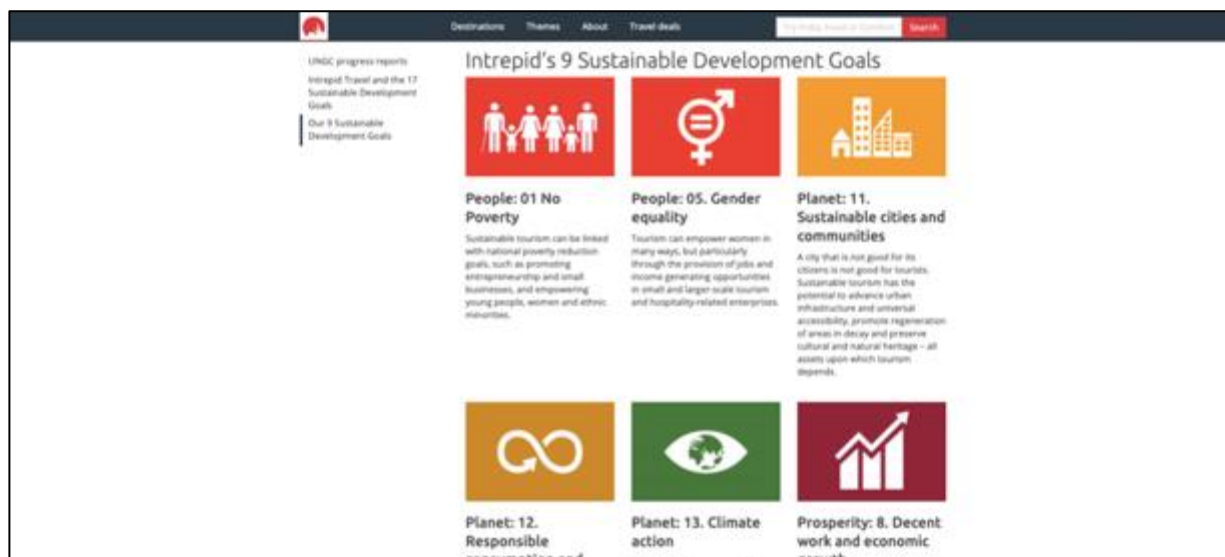 Destinations Themes About Travel deals
Search
UNGC progress reports
Intrepid Travel and the 17
Sustainable Development
Goals
Our 9 Sustainable
Development Goals
Intrepid's 9 Sustainable Development Goals
People: 01 No
Poverty
Sustainable tourism can be linked
with national poverty reduction
goals, such as promoting
entrepreneurship and small
businesses, and empowering
young people, women and ethnic
minorities.
People: 05. Gender
equality
Tourism can empower women in
many ways, but particularly
through the provision of jobs and
income generating opportunities
in small and larger-scale tourism
and hospitality-related enterprises.
Planet: 11.
Sustainable cities and
communities
A city that is not good for its
citizens is not good for tourists.
Sustainable tourism has the
potential to advance urban
infrastructure and universal
accessibility, promote regeneration
of areas in decay and preserve
cultural and natural heritage – all
assets upon which tourism
depends.
Planet: 12.
Responsible
consumption and
Planet: 13. Climate
action
Prosperity: 8. Decent
work and economic
growth